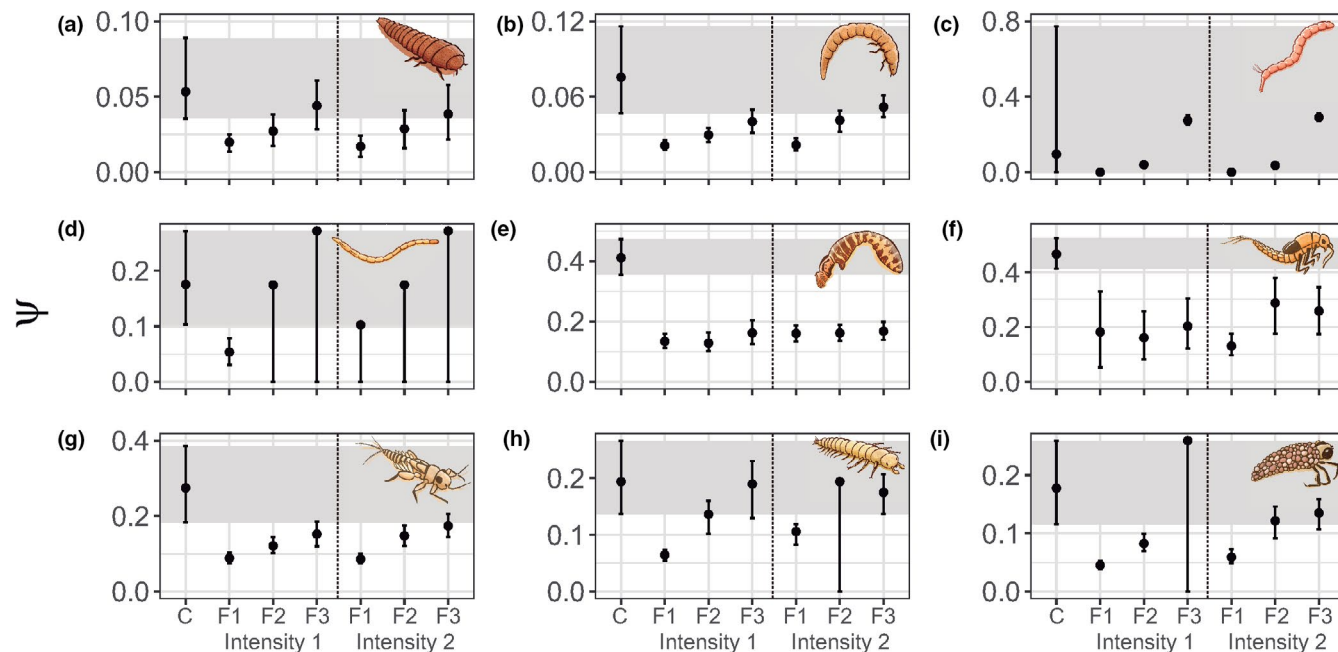 (a) (b) (c)
0.10 0.12 0.8
0.05 0.06 0.4
0.00 0.00 0.0
(d) (e) (f)
0.2 0.4 0.4
0.1 0.2 0.2
0.0 0.0 0.0
Ψ
(g) (h) (i)
0.4 0.2 0.2
0.2 0.1 0.1
0.0 0.0 0.0
C F1 F2 F3 F1 F2 F3 C F1 F2 F3 F1 F2 F3 C F1 F2 F3 F1 F2 F3
Intensity 1 Intensity 2 Intensity 1 Intensity 2 Intensity 1 Intensity 2